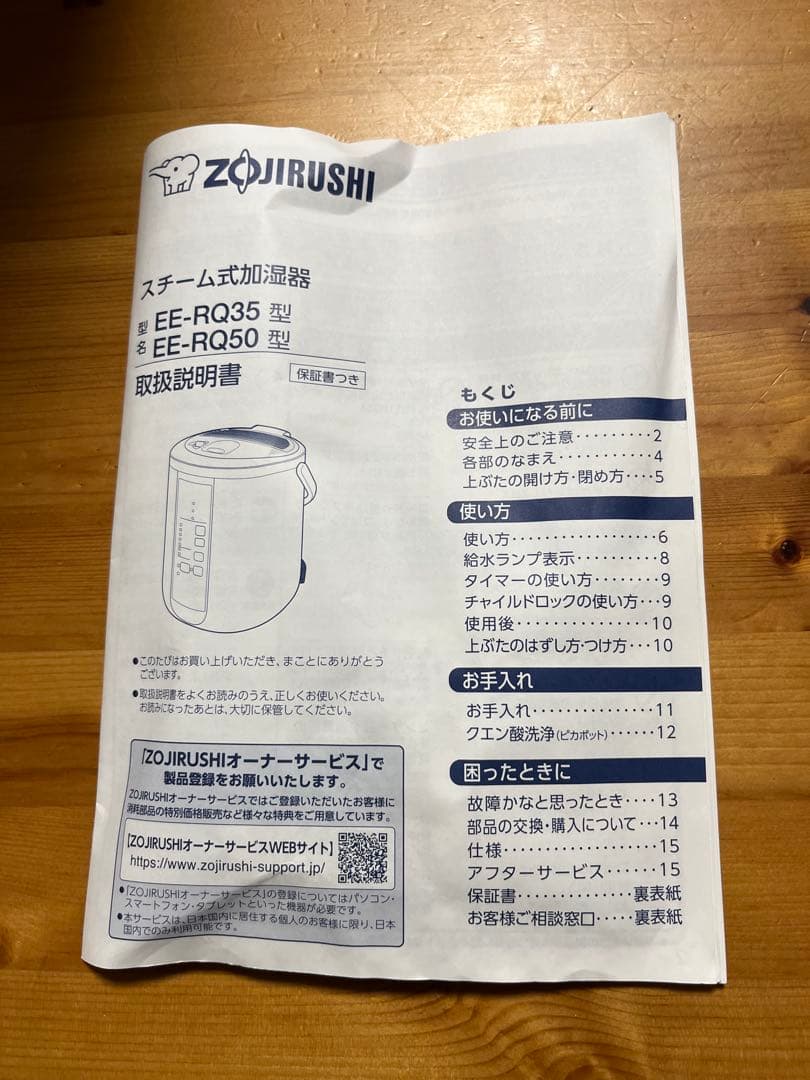 ZOJIRUSHI
スチーム式加湿器
型名 EE-RQ35 型
EE-RQ50 型
取扱説明書 保証書つき
●このたびはお買い上げいただき、まことにありがとう
ございます。
●取扱説明書をよくお読みのうえ、正しくお使いください。
お読みになったあとは、大切に保管してください。
「ZOJIRUSHIオーナーサービス」で
製品登録をお願いいたします。
ZOJIRUSHIオーナーサービスではご登録いただいたお客様に
消耗部品の特別価格販売など様々な特典をご用意しています。
【ZOJIRUSHIオーナーサービスWEBサイト】
https://www.zojirushi-support.jp/
●「ZOJIRUSHIオーナーサービス」の登録についてはパソコン・
スマートフォン・タブレットといった機器が必要です。
●本サービスは、日本国内に居住する個人のお客様に限り、日本
国内でのみ利用可能です。
もくじ
お使いになる前に
安全上のご注意・・・・・・・・・2
各部のなまえ・・・・・・・・・・・4
上ぶたの開け方・閉め方・・・・5
使い方
使い方・・・・・・・・・・・・・・・・・・6
給水ランプ表示・・・・・・・・・・8
タイマーの使い方・・・・・・・・9
チャイルドロックの使い方・・・9
使用後・・・・・・・・・・・・・・・10
上ぶたのはずし方・つけ方・・・10
お手入れ
お手入れ・・・・・・・・・・・・・・・11
クエン酸洗浄(ピカポット)・・・・・・12
困ったときに
故障かなと思ったとき・・・・13
部品の交換・購入について・・・14
仕様・・・・・・・・・・・・・・・・・15
アフターサービス・・・・・・15
保証書・・・・・・・・・・・・・裏表紙
お客様ご相談窓口・・・・・裏表紙